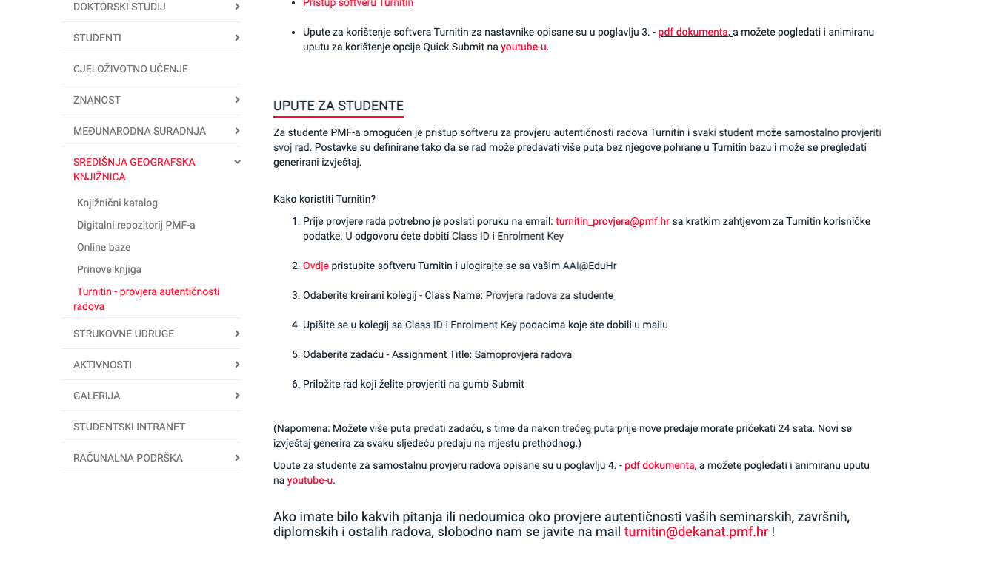 DOKTORSKI STUDIJ
STUDENTI
CJELOŽIVOTNO UČENJE
ZNANOST
MEĐUNARODNA SURADNJA
SREDIŠNJA GEOGRAFSKA
KNJIŽNICA
Knjižnični katalog
Digitalni repozitorij PMF-a
Online baze
Prinove knjiga
Turnitin - provjera autentičnosti
radova
STRUKOVNE UDRUGE
AKTIVNOSTI
GALERIJA
STUDENTSKI INTRANET
RAČUNALNA PODRŠKA
Pristup softveru Turnitin
Upute za korištenje softvera Turnitin za nastavnike opisane su u poglavlju 3. - pdf dokumenta, a možete pogledati i animiranu
uputu za korištenje opcije Quick Submit na youtube-u.
UPUTE ZA STUDENTE
Za studente PMF-a omogućen je pristup softveru za provjeru autentičnosti radova Turnitin i svaki student može samostalno provjeriti
svoj rad. Postavke su definirane tako da se rad može predavati više puta bez njegove pohrane u Turnitin bazu i može se pregledati
generirani izvještaj.
Kako koristiti Turnitin?
1. Prije provjere rada potrebno je poslati poruku na email: turnitin_provjera@pmf.hr sa kratkim zahtjevom za Turnitin korisničke
podatke. U odgovoru ćete dobiti Class ID i Enrolment Key
2. Ovdje pristupite softveru Turnitin i ulogirajte se sa vašim AAI@EduHr
3. Odaberite kreirani kolegij - Class Name: Provjera radova za studente
4. Upišite se u kolegij sa Class ID i Enrolment Key podacima koje ste dobili u mailu
5. Odaberite zadaću - Assignment Title: Samoprovjera radova
6. Priložite rad koji želite provjeriti na gumb Submit
(Napomena: Možete više puta predati zadaću, s time da nakon trećeg puta prije nove predaje morate pričekati 24 sata. Novi se
izvještaj generira za svaku sljedeću predaju na mjestu prethodnog.)
Upute za studente za samostalnu provjeru radova opisane su u poglavlju 4. - pdf dokumenta, a možete pogledati i animiranu uputu
na youtube-u.
Ako imate bilo kakvih pitanja ili nedoumica oko provjere autentičnosti vaših seminarskih, završnih,
diplomskih i ostalih radova, slobodno nam se javite na mail turnitin@dekanat.pmf.hr !